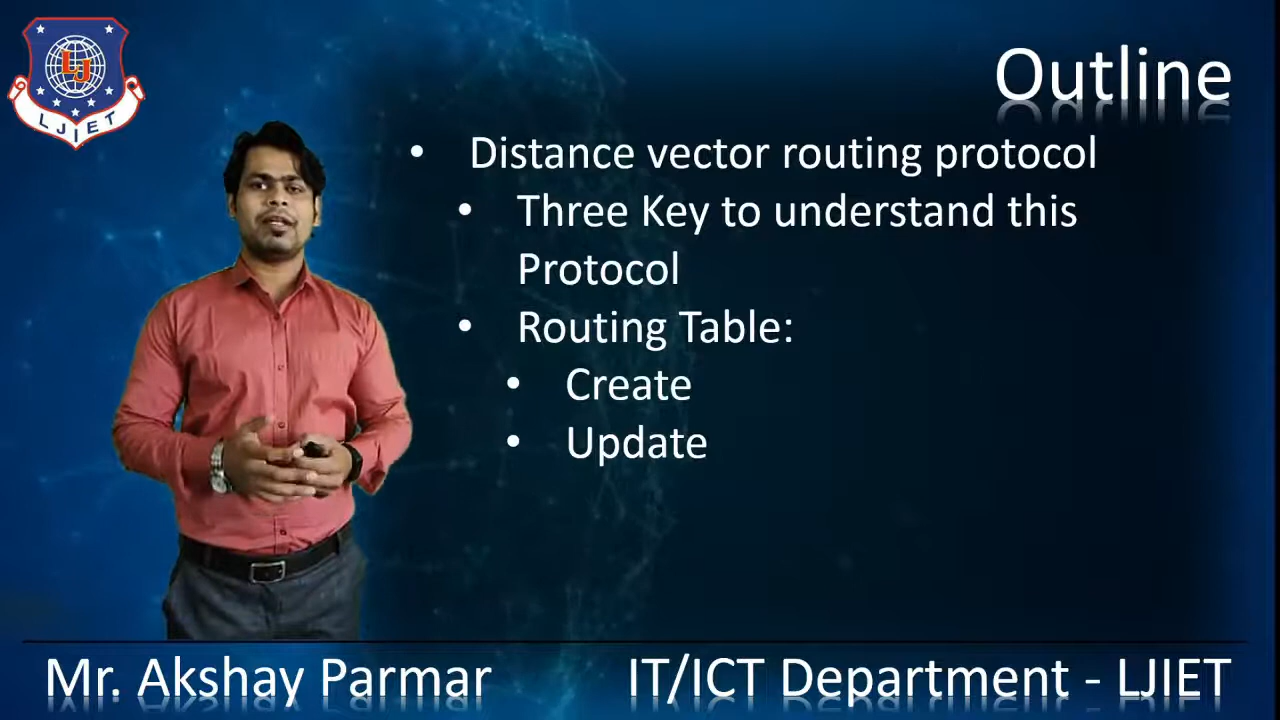 LJ
LJIET
Outline
• Distance vector routing protocol
• Three Key to understand this
Protocol
• Routing Table:
• Create
• Update
Mr. Akshay Parmar
IT/ICT Department - LJIET